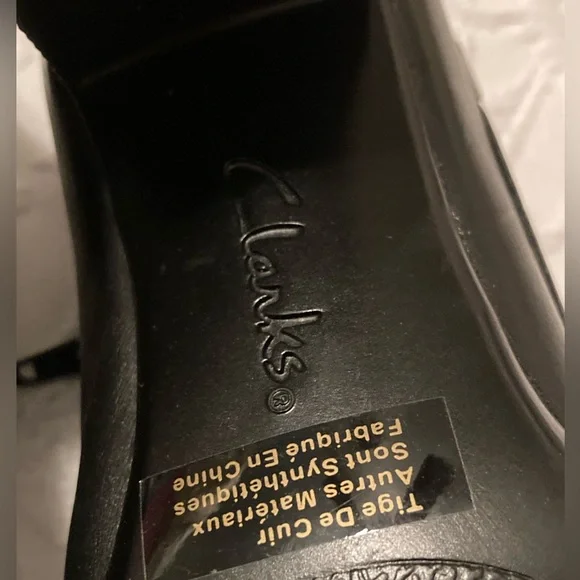 Clarks®
Tige De Cuir
Autres Matériaux
Sont Synthétiques
Fabriqué En Chine